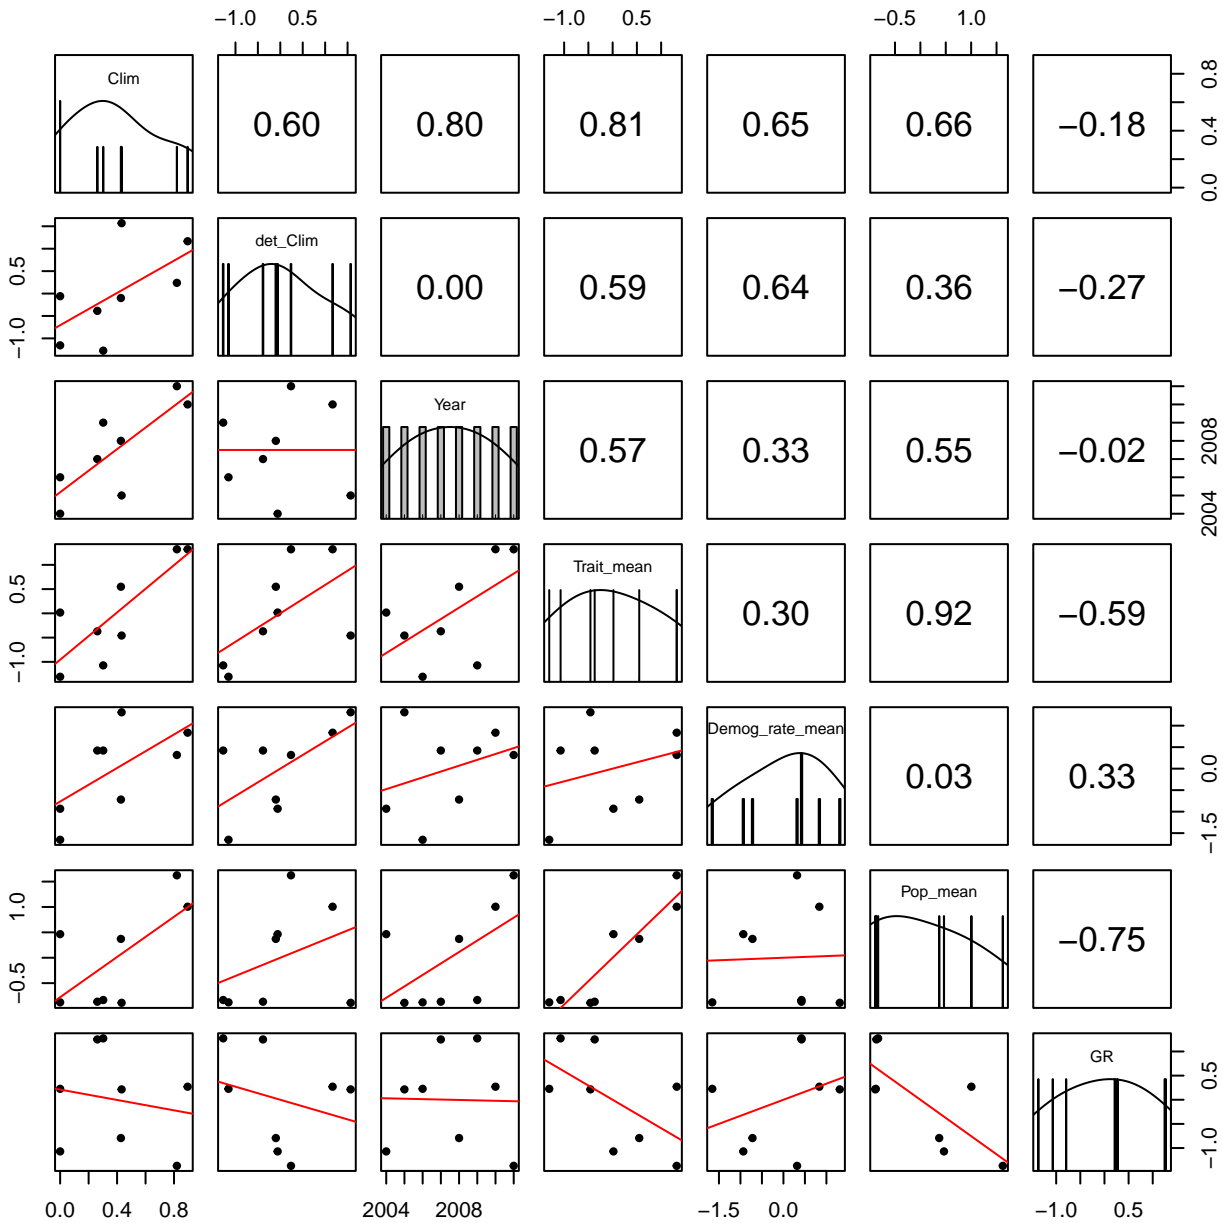 −1.0 0.5 −1.0 0.5 −0.5 1.0
Clim 0.60 0.80 0.81 0.65 0.66 −0.18 0.0 0.4 0.8
−1.0 0.5 det_Clim 0.00 0.59 0.64 0.36 −0.27
Year 0.57 0.33 0.55 −0.02 2004 2008
−1.0 0.5 Trait_mean 0.30 0.92 −0.59
Demog_rate_mean 0.03 0.33 −1.5 0.0
−0.5 1.0 Pop_mean −0.75
GR −1.0 0.5
0.0 0.4 0.8 2004 2008 −1.5 0.0 −1.0 0.5